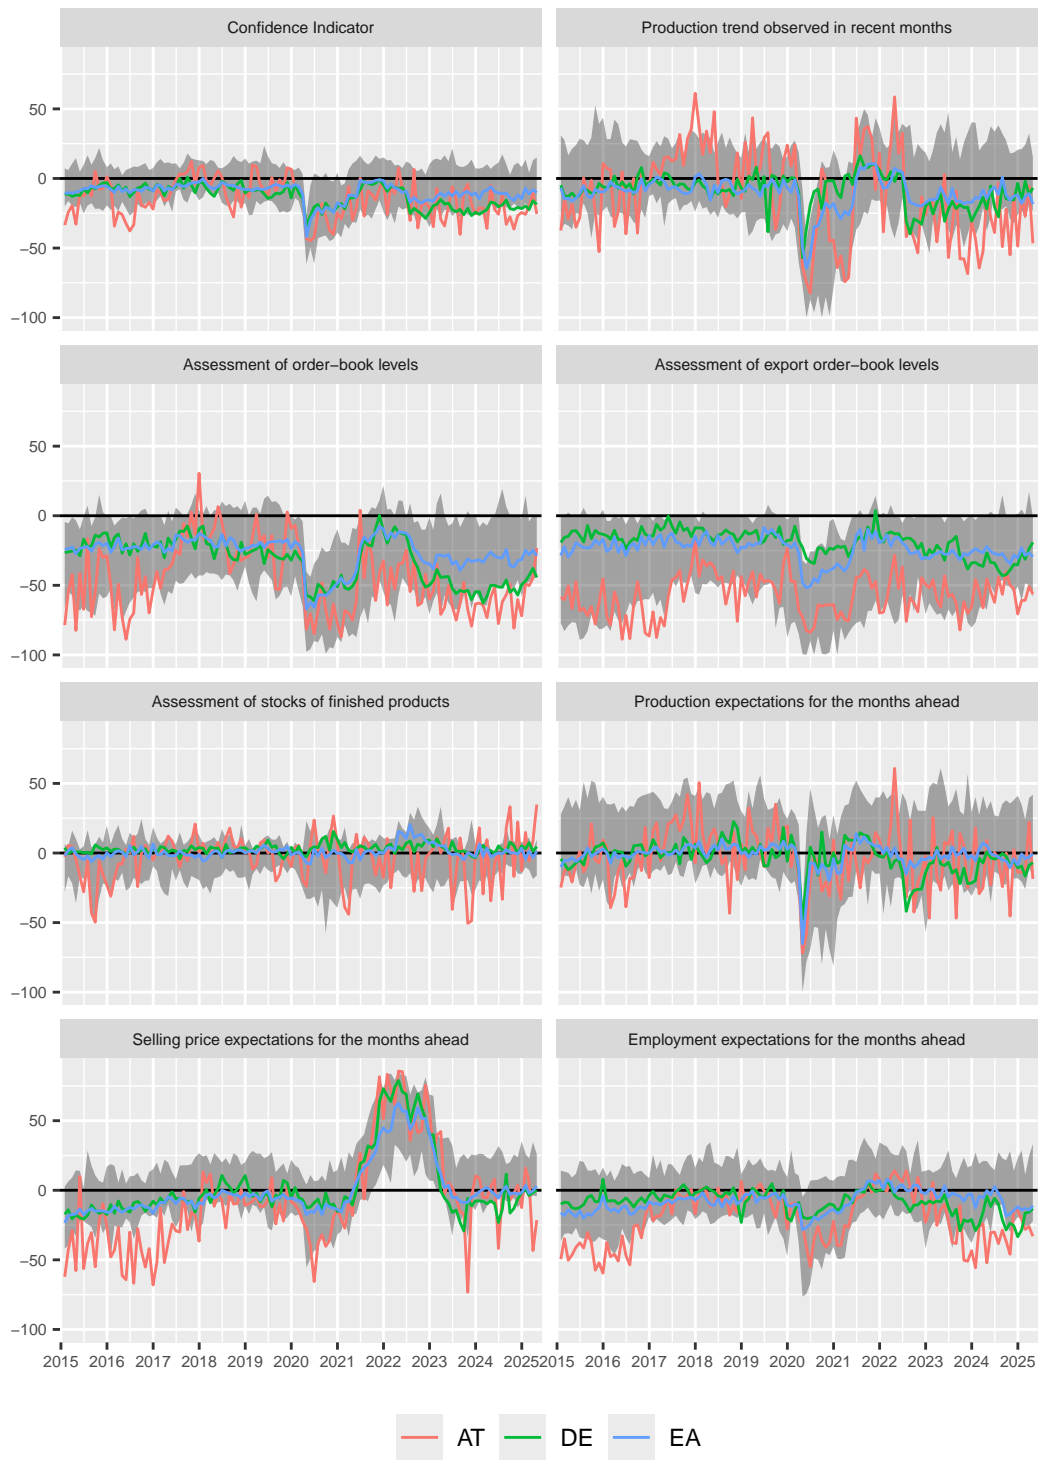 Confidence Indicator
Production trend observed in recent months
50
0
−50
−100
Assessment of order−book levels
Assessment of export order−book levels
50
0
−50
−100
Assessment of stocks of finished products
Production expectations for the months ahead
50
0
−50
−100
Selling price expectations for the months ahead
Employment expectations for the months ahead
50
0
−50
−100
2015 2016 2017 2018 2019 2020 2021 2022 2023 2024 2025
2015 2016 2017 2018 2019 2020 2021 2022 2023 2024 2025
AT DE EA